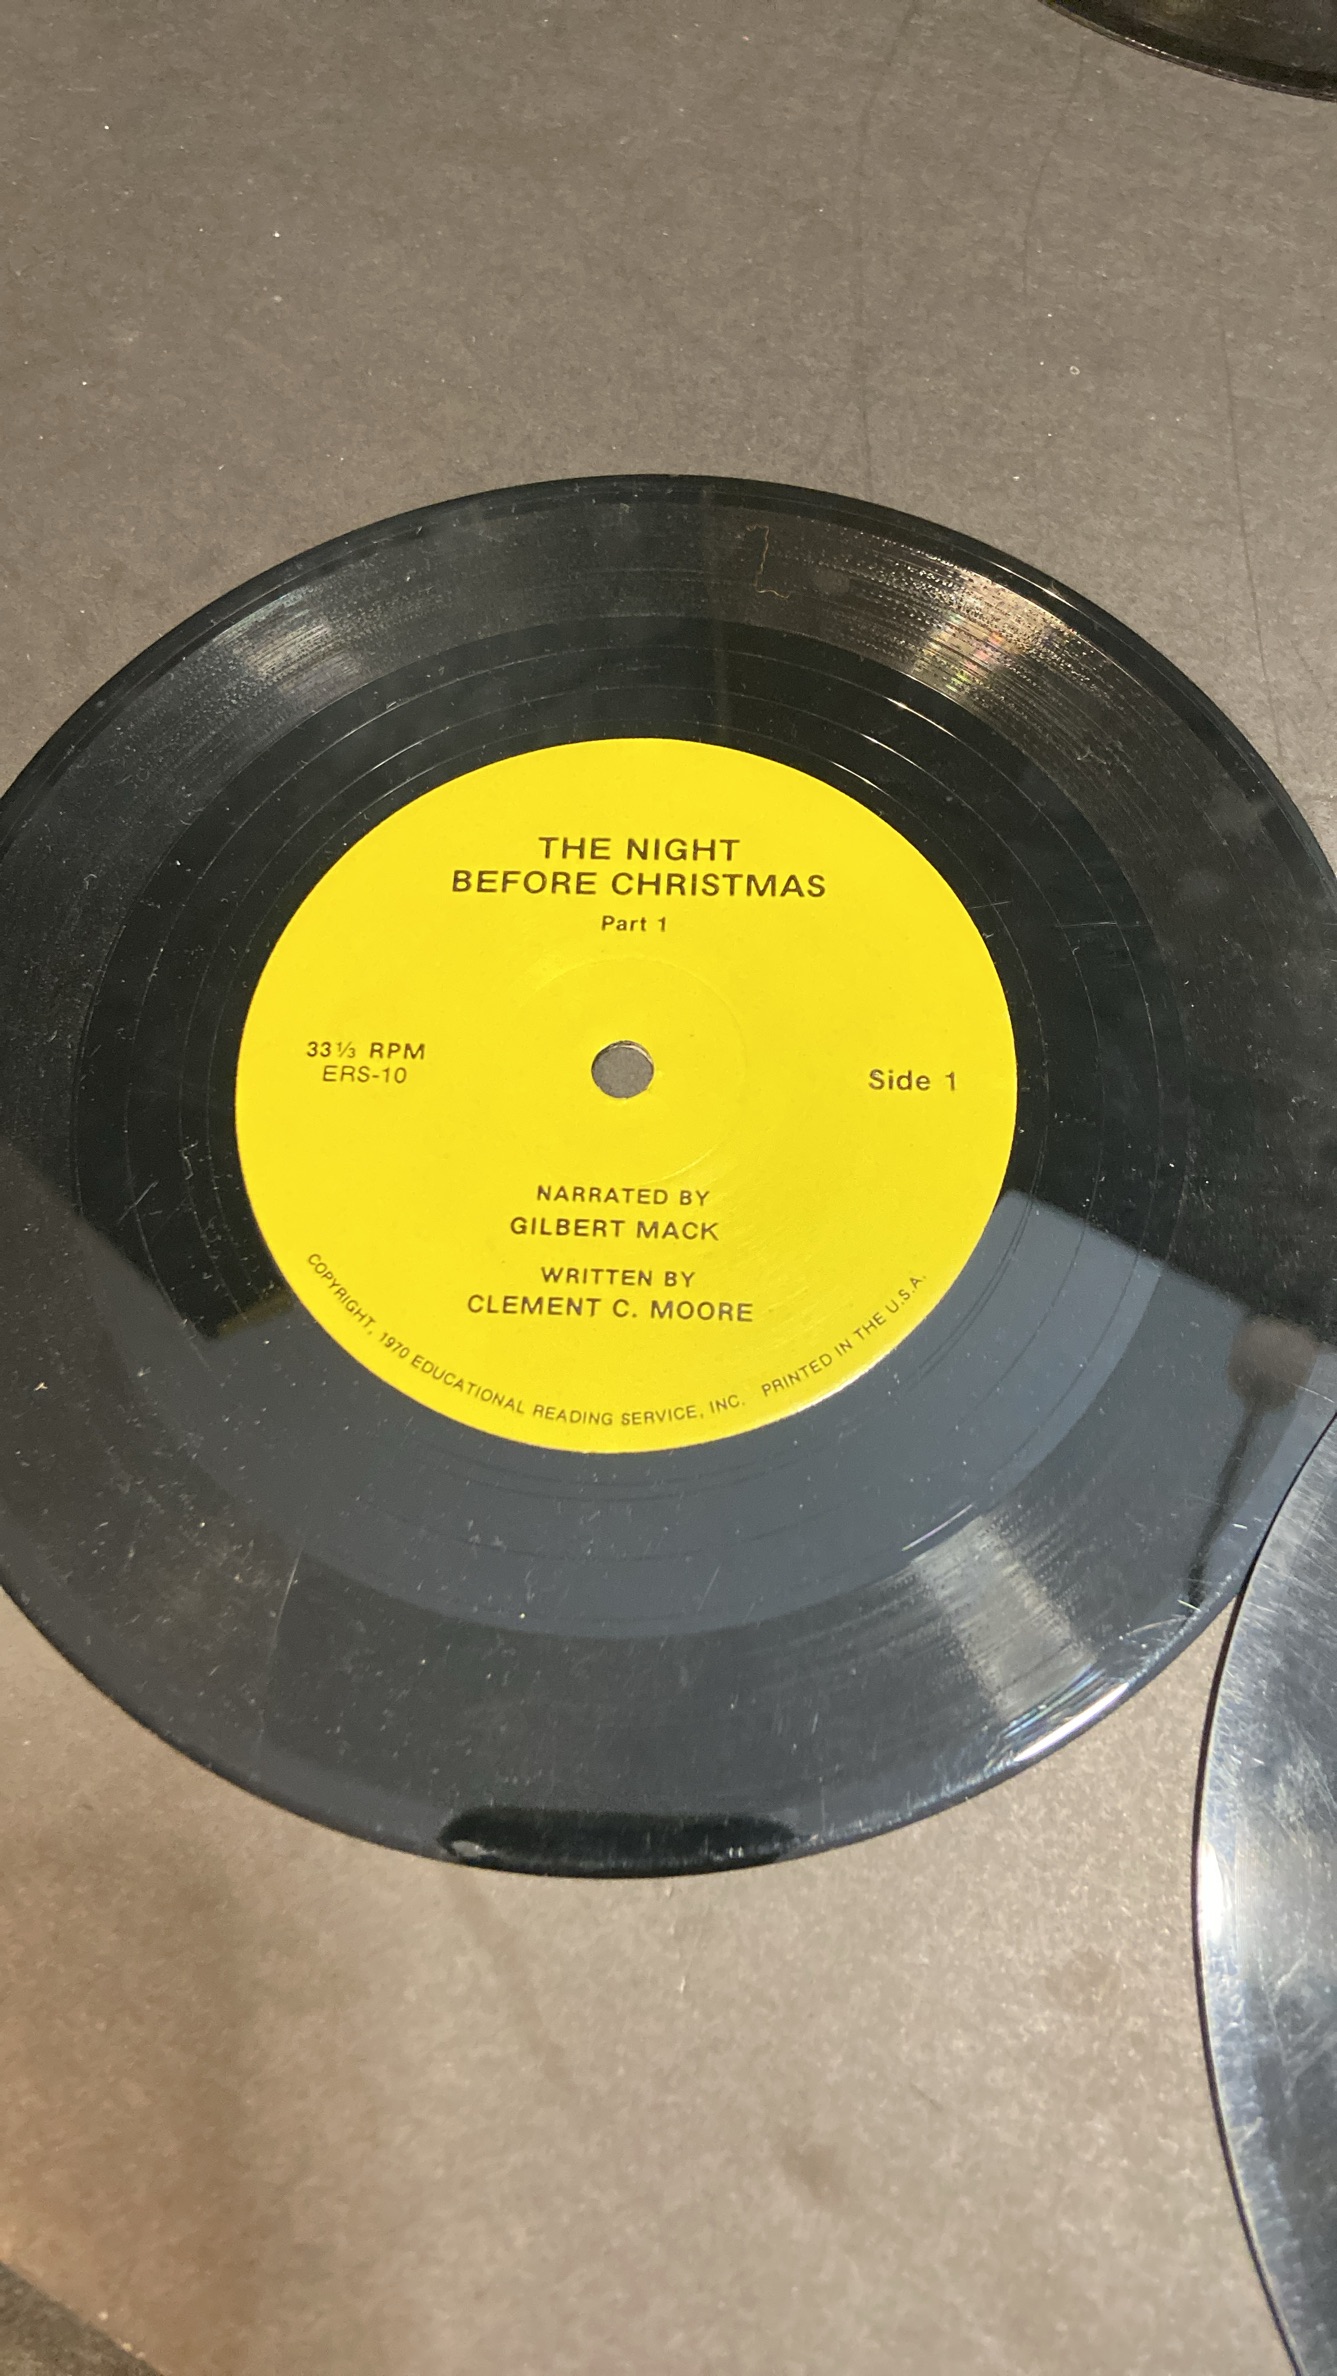 THE NIGHT
BEFORE CHRISTMAS
Part 1
33⅓ RPM
ERS-10
Side 1
NARRATED BY
GILBERT MACK
WRITTEN BY
CLEMENT C. MOORE
COPYRIGHT, 1970 EDUCATIONAL READING SERVICE, INC. PRINTED IN THE U.S.A.